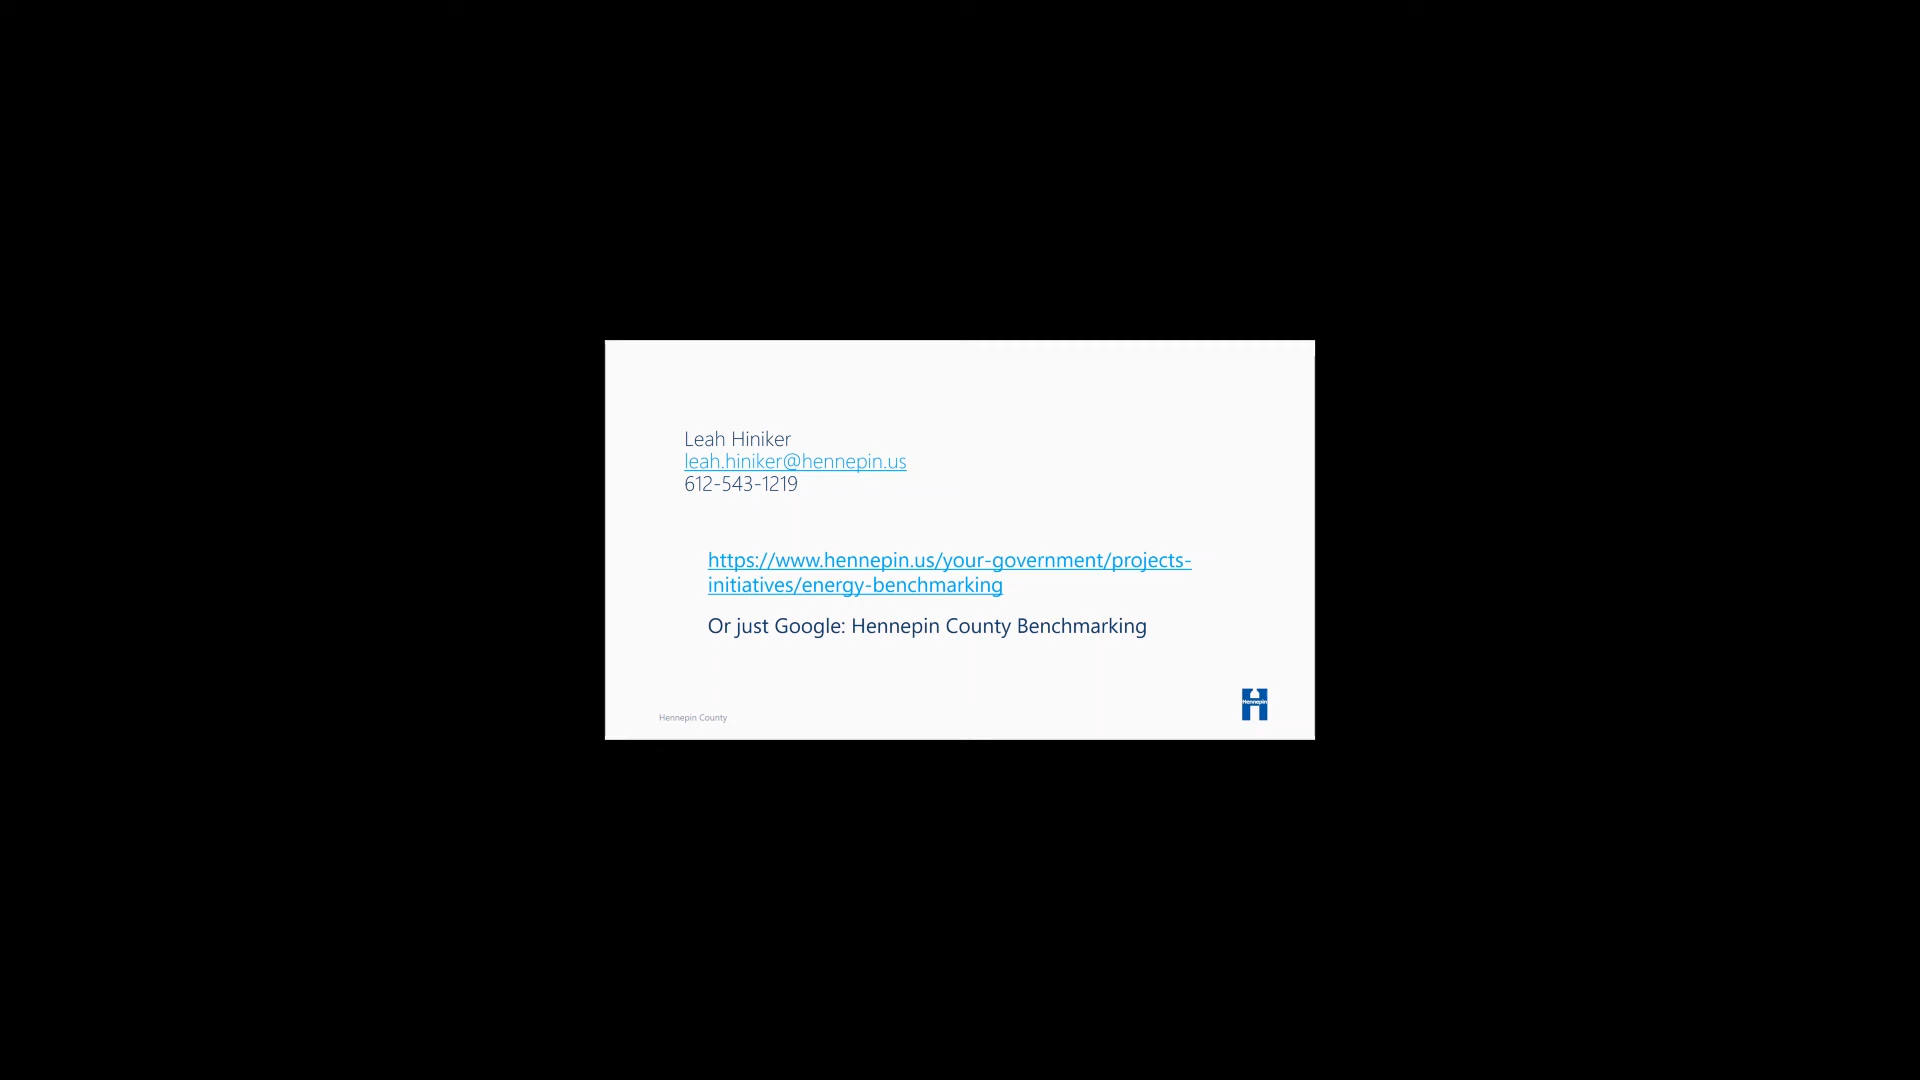 Leah Hiniker
leah.hiniker@hennepin.us
612-543-1219
https://www.hennepin.us/your-government/projects-
initiatives/energy-benchmarking
Or just Google: Hennepin County Benchmarking
Hennepin
Hennepin County